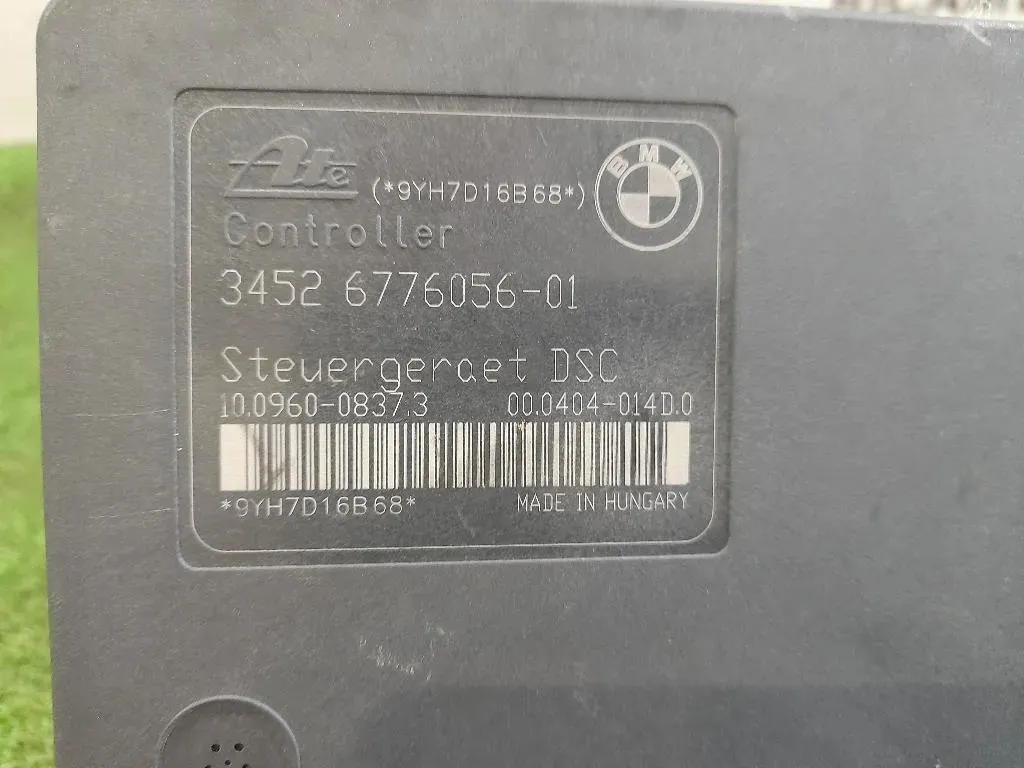 Ate (*9YH7D16B68*) BMW
Controller
3452 6776056-01
Steuergeraet DSC
10.0960-0837.3 00.0404-014D.0
*9YH7D16B68* MADE IN HUNGARY